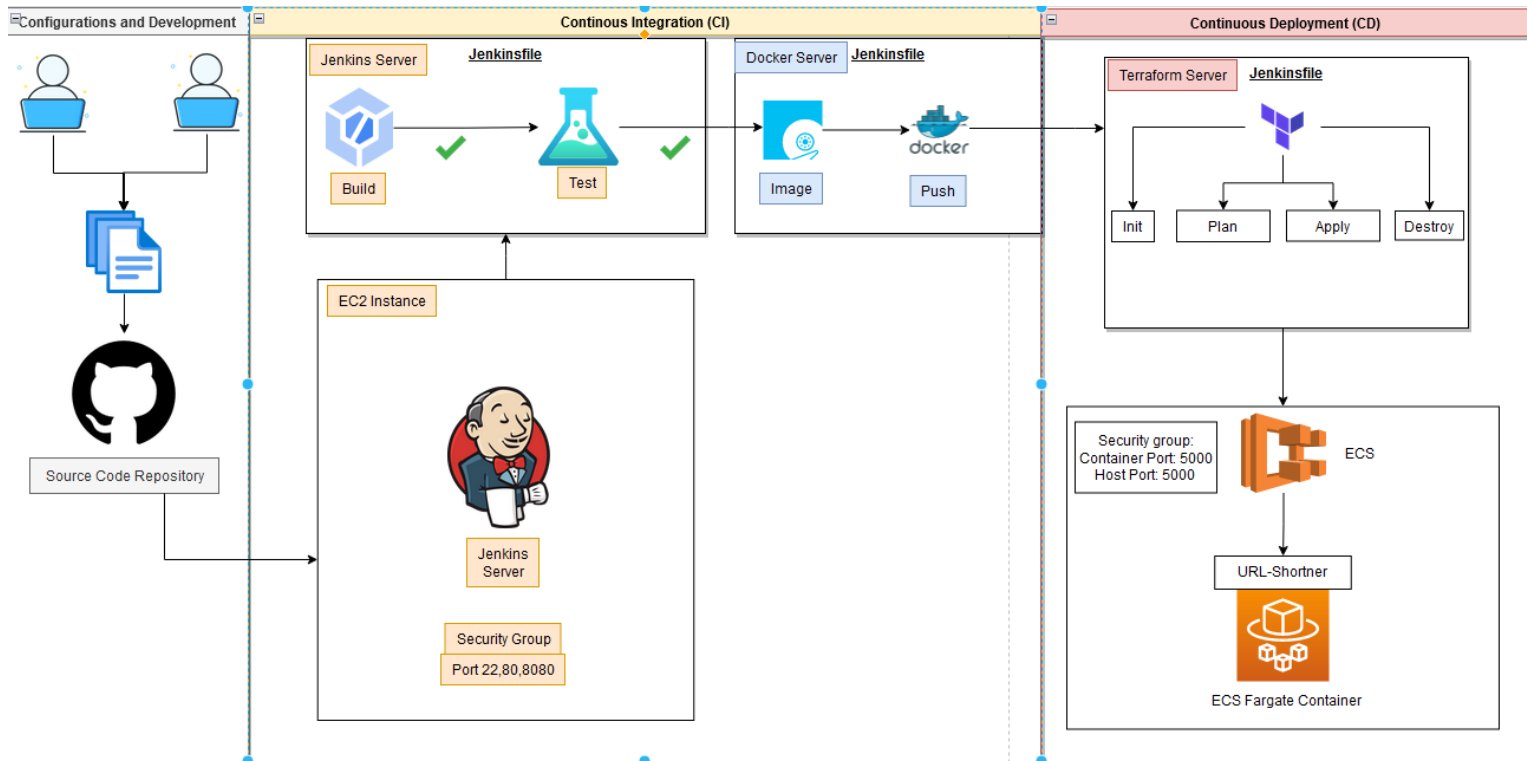 Configurations and Development
Continous Integration (CI)
Continuous Deployment (CD)
Jenkins Server
Jenkinsfile
Build
Test
Docker Server
Jenkinsfile
Image
docker
Push
Terraform Server
Jenkinsfile
Init
Plan
Apply
Destroy
Source Code Repository
EC2 Instance
Jenkins
Server
Security Group
Port 22,80,8080
Security group:
Container Port: 5000
Host Port: 5000
ECS
URL-Shortner
ECS Fargate Container